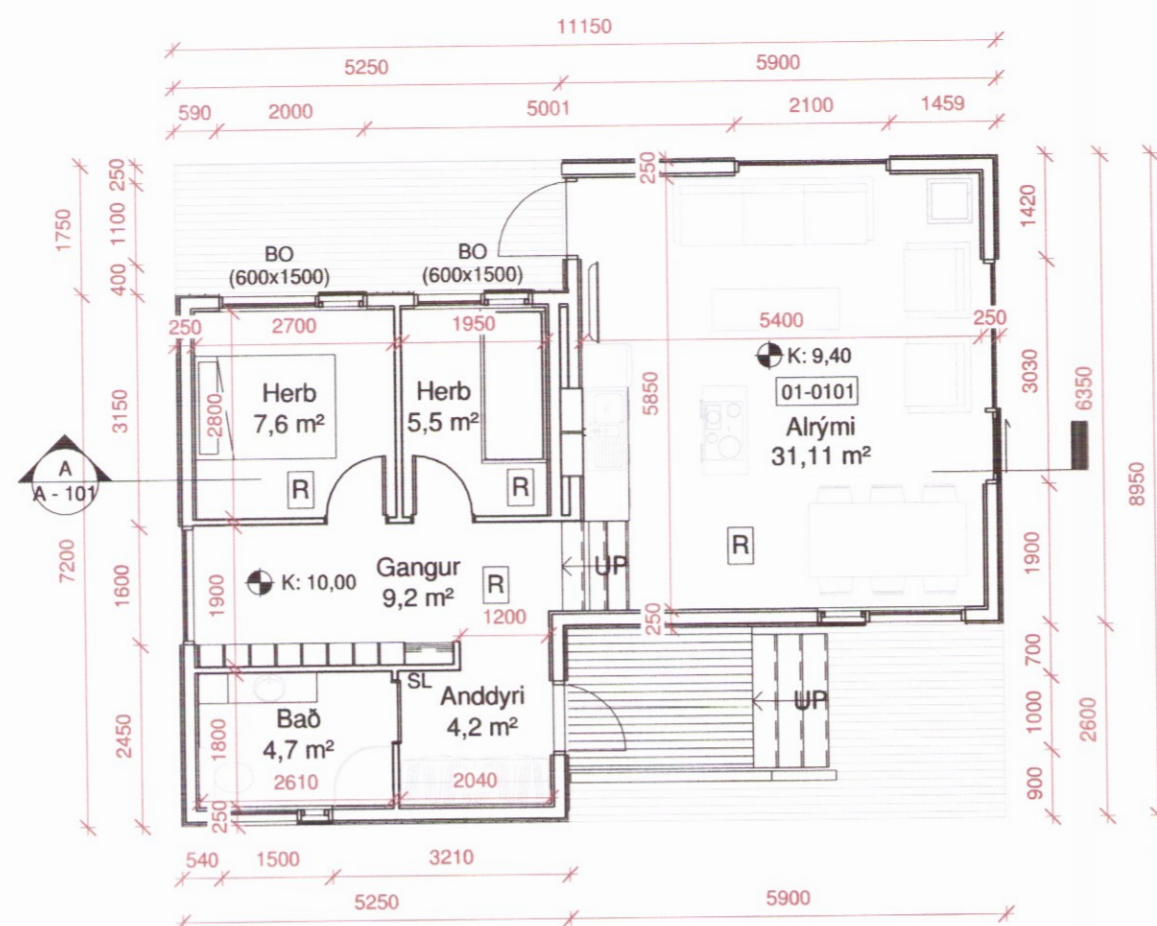 11150
5250 5900
590 2000 5001 2100 1459
250
1100
400
1750
3150
7200
1600
2450
250
1420
3030
6350
8950
1900
700
1000
2600
900
BO
(600x1500)
BO
(600x1500)
250 2700 1950 5400 250
K: 9,40
01-0101
Alrými
31,11 m²
Herb
7,6 m²
Herb
5,5 m²
2800
5850
A
A - 101
R
R
R
Gangur
9,2 m²
R
K: 10,00
UP
1900
1200
250
SL
Anddyri
4,2 m²
Bað
4,7 m²
UP
1800
2610 2040
250
540 1500 3210
5250 5900